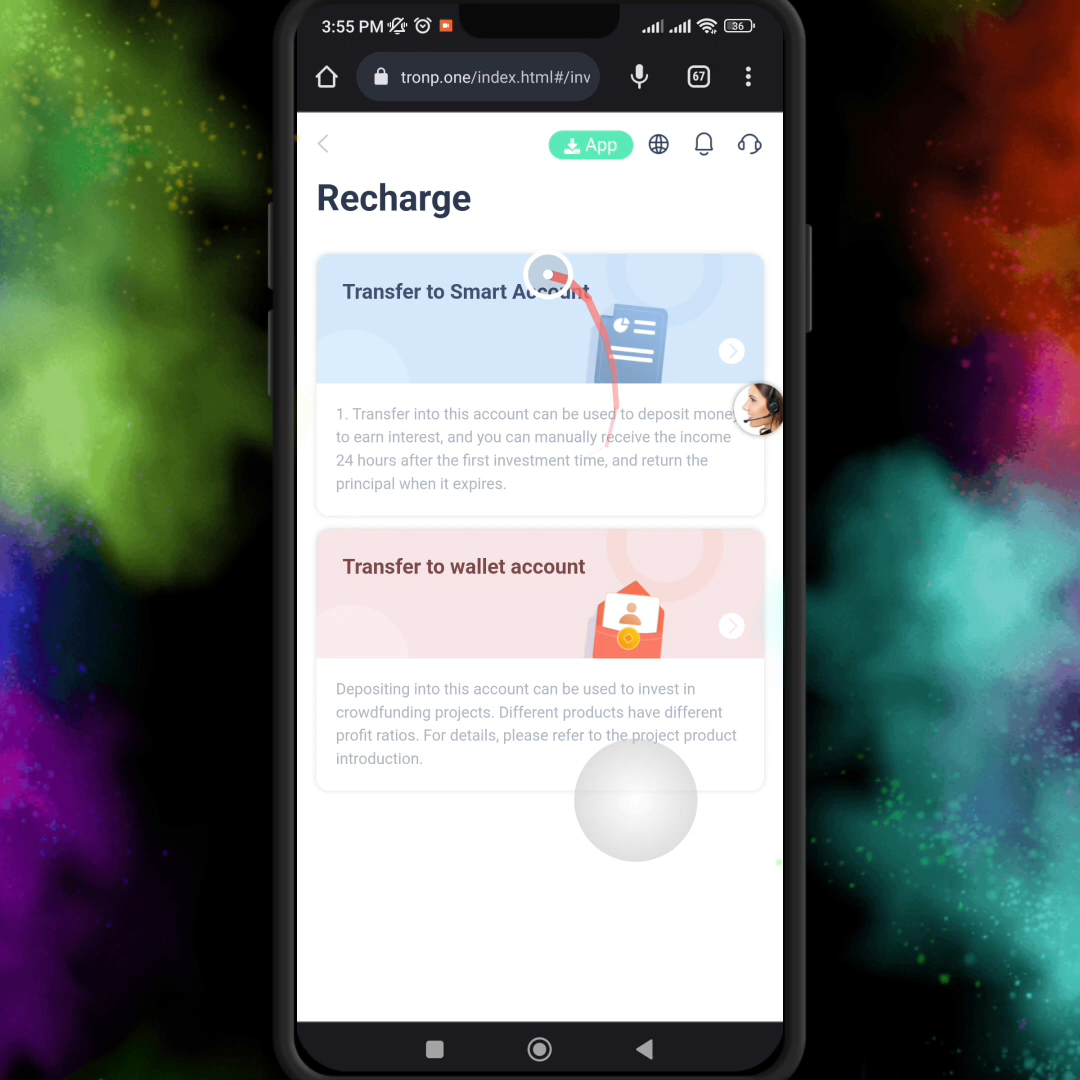 3:55 PM
36
tronp.one/index.html#/inv
67
App
Recharge
Transfer to Smart Account
1. Transfer into this account can be used to deposit money
to earn interest, and you can manually receive the income
24 hours after the first investment time, and return the
principal when it expires.
Transfer to wallet account
Depositing into this account can be used to invest in
crowdfunding projects. Different products have different
profit ratios. For details, please refer to the project product
introduction.